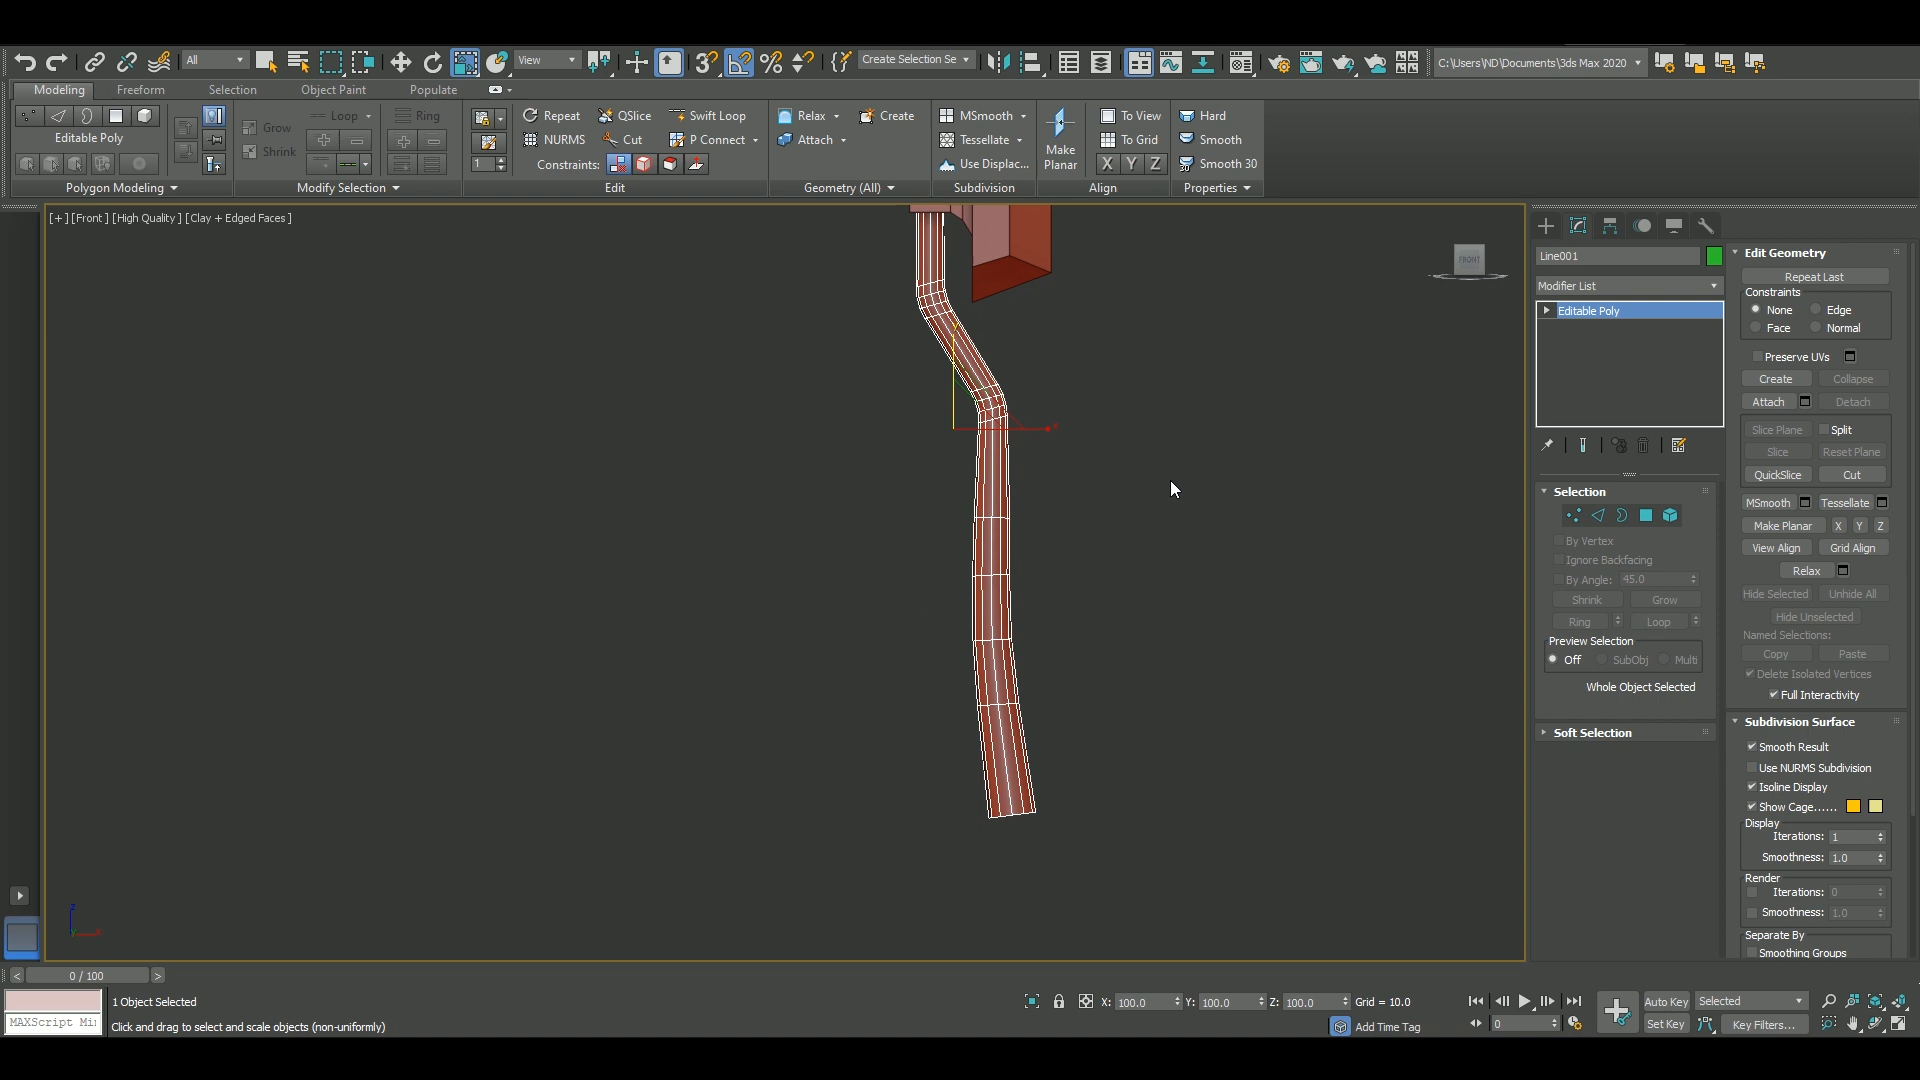 All
View
Create Selection Se
C:\Users\ND\Documents\3ds Max 2020
Modeling
Freeform
Selection
Object Paint
Populate
Editable Poly
Polygon Modeling
Grow
Shrink
Loop
Ring
Modify Selection
1
Repeat
QSlice
Swift Loop
NURMS
Cut
P Connect
Constraints:
Edit
Relax
Create
Attach
Geometry (All)
MSmooth
Tessellate
Use Displac...
Subdivision
Make
Planar
To View
To Grid
X Y Z
Align
Hard
Smooth
Smooth 30
Properties
[+] [Front] [High Quality] [Clay + Edged Faces]
FRONT
Line001
Modifier List
Editable Poly
Selection
By Vertex
Ignore Backfacing
By Angle: 45.0
Shrink Grow
Ring Loop
Preview Selection
Off SubObj Multi
Whole Object Selected
Soft Selection
Edit Geometry
Repeat Last
Constraints
None Edge
Face Normal
Preserve UVs
Create Collapse
Attach Detach
Slice Plane Split
Slice Reset Plane
QuickSlice Cut
MSmooth Tessellate
Make Planar X Y Z
View Align Grid Align
Relax
Hide Selected Unhide All
Hide Unselected
Named Selections:
Copy Paste
Delete Isolated Vertices
Full Interactivity
Subdivision Surface
Smooth Result
Use NURMS Subdivision
Isoline Display
Show Cage......
Display
Iterations: 1
Smoothness: 1.0
Render
Iterations: 0
Smoothness: 1.0
Separate By
Smoothing Groups
< 0 / 100 >
1 Object Selected
MAXScript Mi
Click and drag to select and scale objects (non-uniformly)
X: 100.0 Y: 100.0 Z: 100.0 Grid = 10.0
Add Time Tag
0
Auto Key
Selected
Set Key
Key Filters...